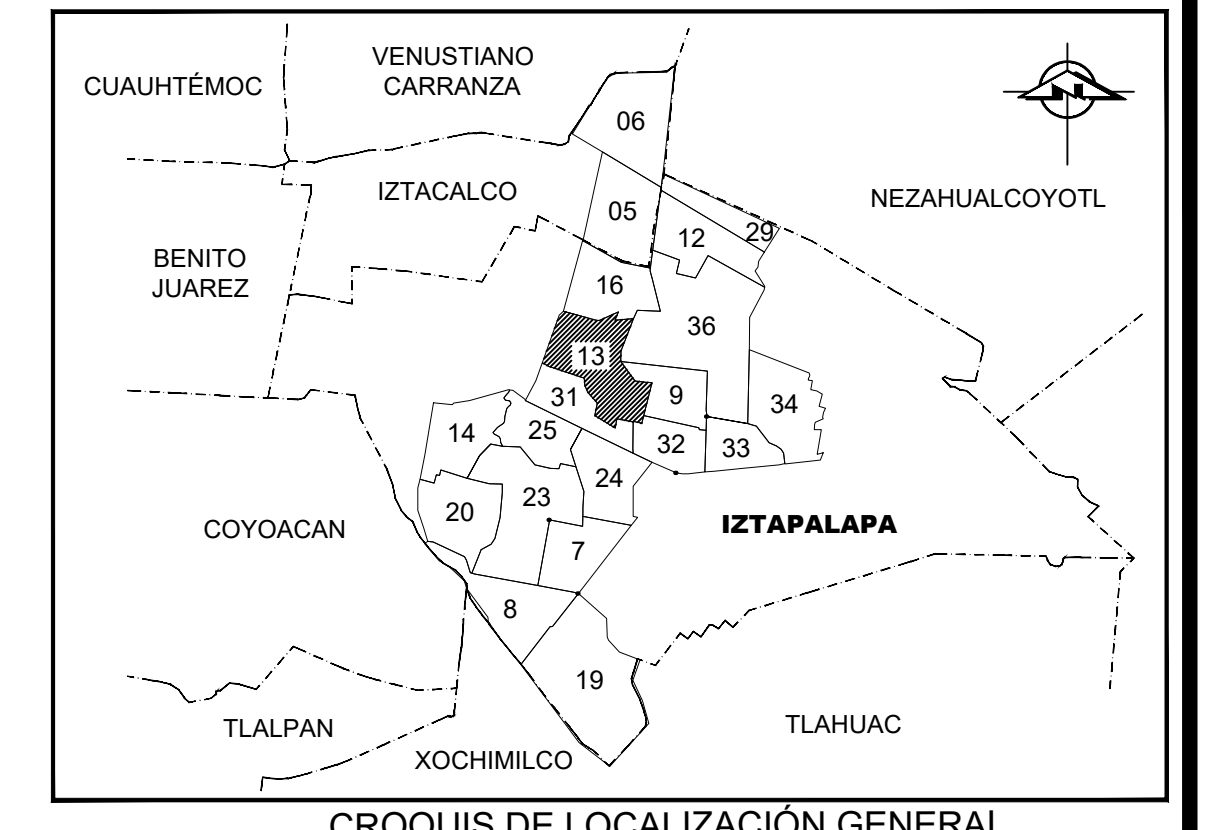 CUAUHTÉMOC
VENUSTIANO
CARRANZA
N
06
IZTACALCO
NEZAHUALCOYOTL
05
12
29
BENITO
JUAREZ
16
36
13
31
9
34
14
25
32
33
24
20
23
COYOACAN
IZTAPALAPA
7
8
19
TLALPAN
XOCHIMILCO
TLAHUAC
CROQUIS DE LOCALIZACIÓN GENERAL